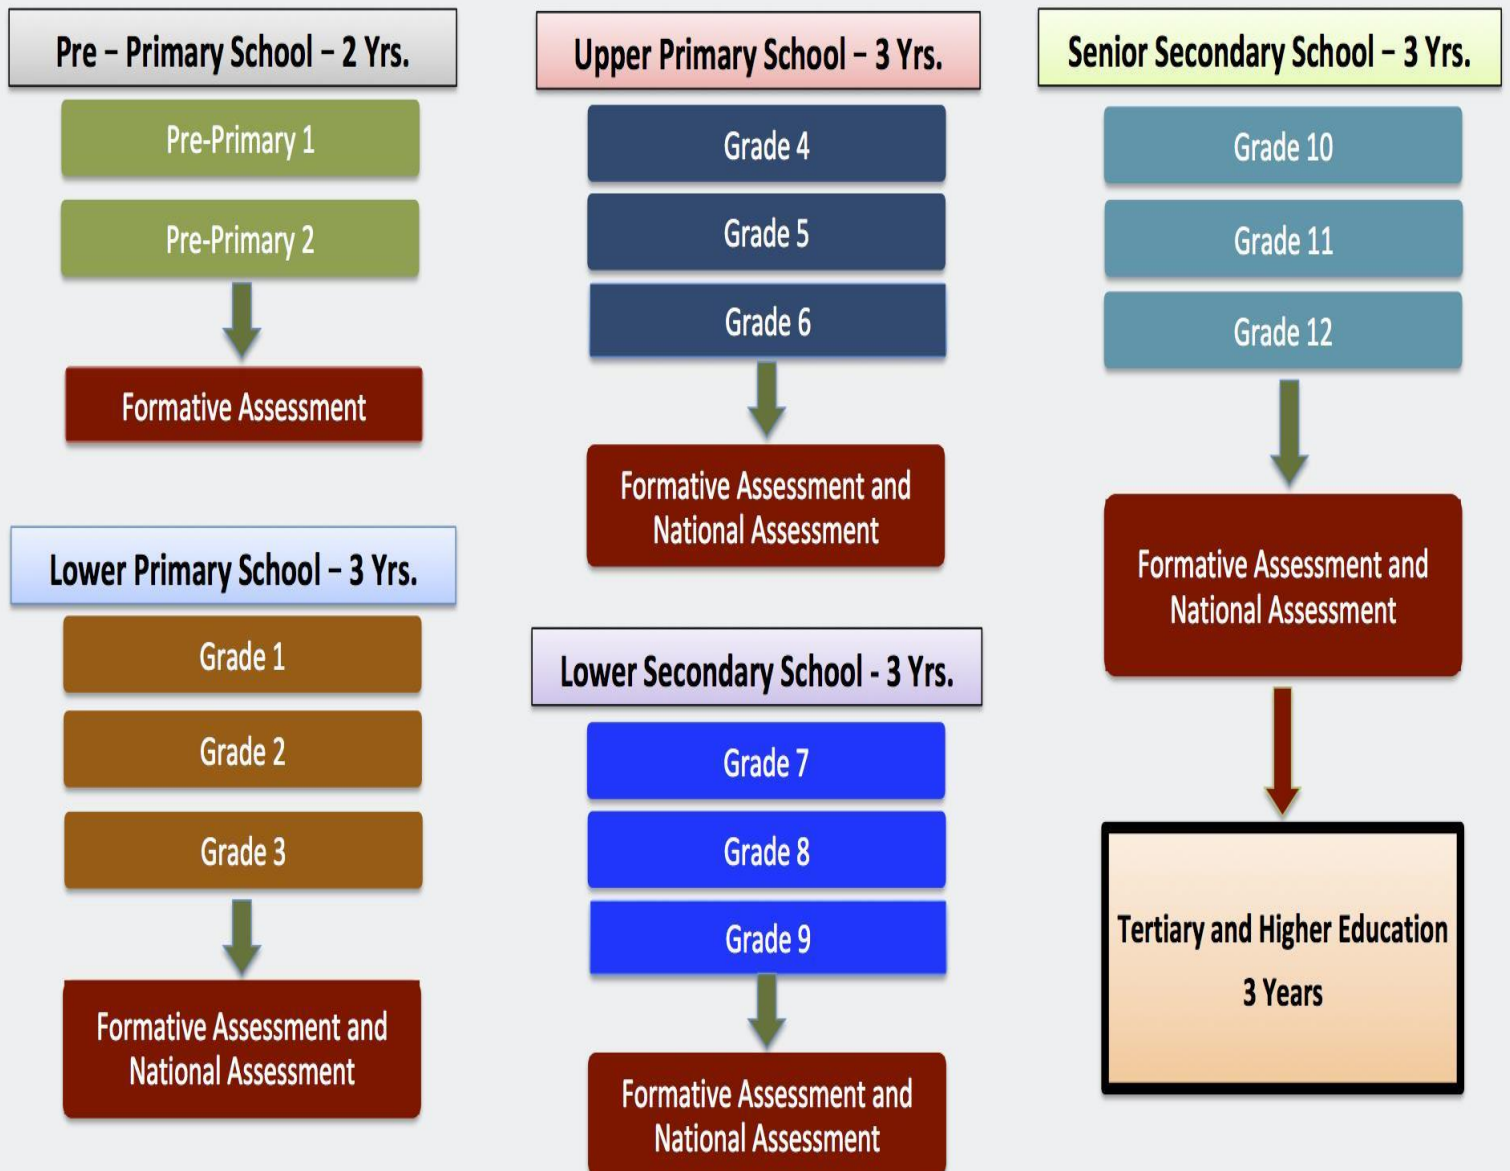 Pre – Primary School – 2 Yrs.
Pre-Primary 1
Pre-Primary 2
Formative Assessment
Lower Primary School – 3 Yrs.
Grade 1
Grade 2
Grade 3
Formative Assessment and
National Assessment
Upper Primary School – 3 Yrs.
Grade 4
Grade 5
Grade 6
Formative Assessment and
National Assessment
Lower Secondary School - 3 Yrs.
Grade 7
Grade 8
Grade 9
Formative Assessment and
National Assessment
Senior Secondary School – 3 Yrs.
Grade 10
Grade 11
Grade 12
Formative Assessment and
National Assessment
Tertiary and Higher Education
3 Years